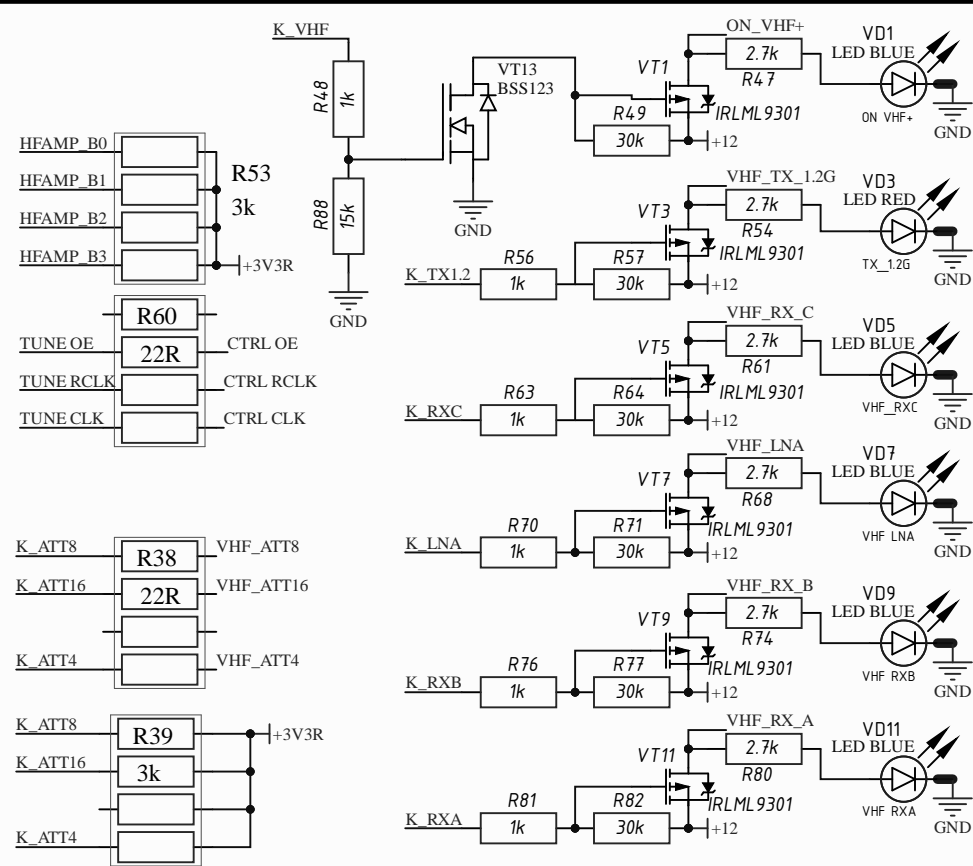 K_VHF
R48
1k
R88
15k
GND
VT13
BSS123
GND
R49
30k
VT1
IRLML9301
+12
ON_VHF+
2.7k
R47
VD1
LED BLUE
ON VHF+
GND
HFAMP_B0
HFAMP_B1
HFAMP_B2
HFAMP_B3
R53
3k
+3V3R
K_TX1.2
R56
1k
R57
30k
VT3
IRLML9301
+12
VHF_TX_1.2G
2.7k
R54
VD3
LED RED
TX_1.2G
GND
R60
22R
TUNE OE
CTRL OE
TUNE RCLK
CTRL RCLK
TUNE CLK
CTRL CLK
K_RXC
R63
1k
R64
30k
VT5
IRLML9301
+12
VHF_RX_C
2.7k
R61
VD5
LED BLUE
VHF_RXC
GND
K_LNA
R70
1k
R71
30k
VT7
IRLML9301
+12
VHF_LNA
2.7k
R68
VD7
LED BLUE
VHF LNA
GND
K_ATT8
R38
VHF_ATT8
K_ATT16
22R
VHF_ATT16
K_ATT4
VHF_ATT4
K_RXB
R76
1k
R77
30k
VT9
IRLML9301
+12
VHF_RX_B
2.7k
R74
VD9
LED BLUE
VHF RXB
GND
K_ATT8
R39
+3V3R
K_ATT16
3k
K_ATT4
K_RXA
R81
1k
R82
30k
VT11
IRLML9301
+12
VHF_RX_A
2.7k
R80
VD11
LED BLUE
VHF RXA
GND